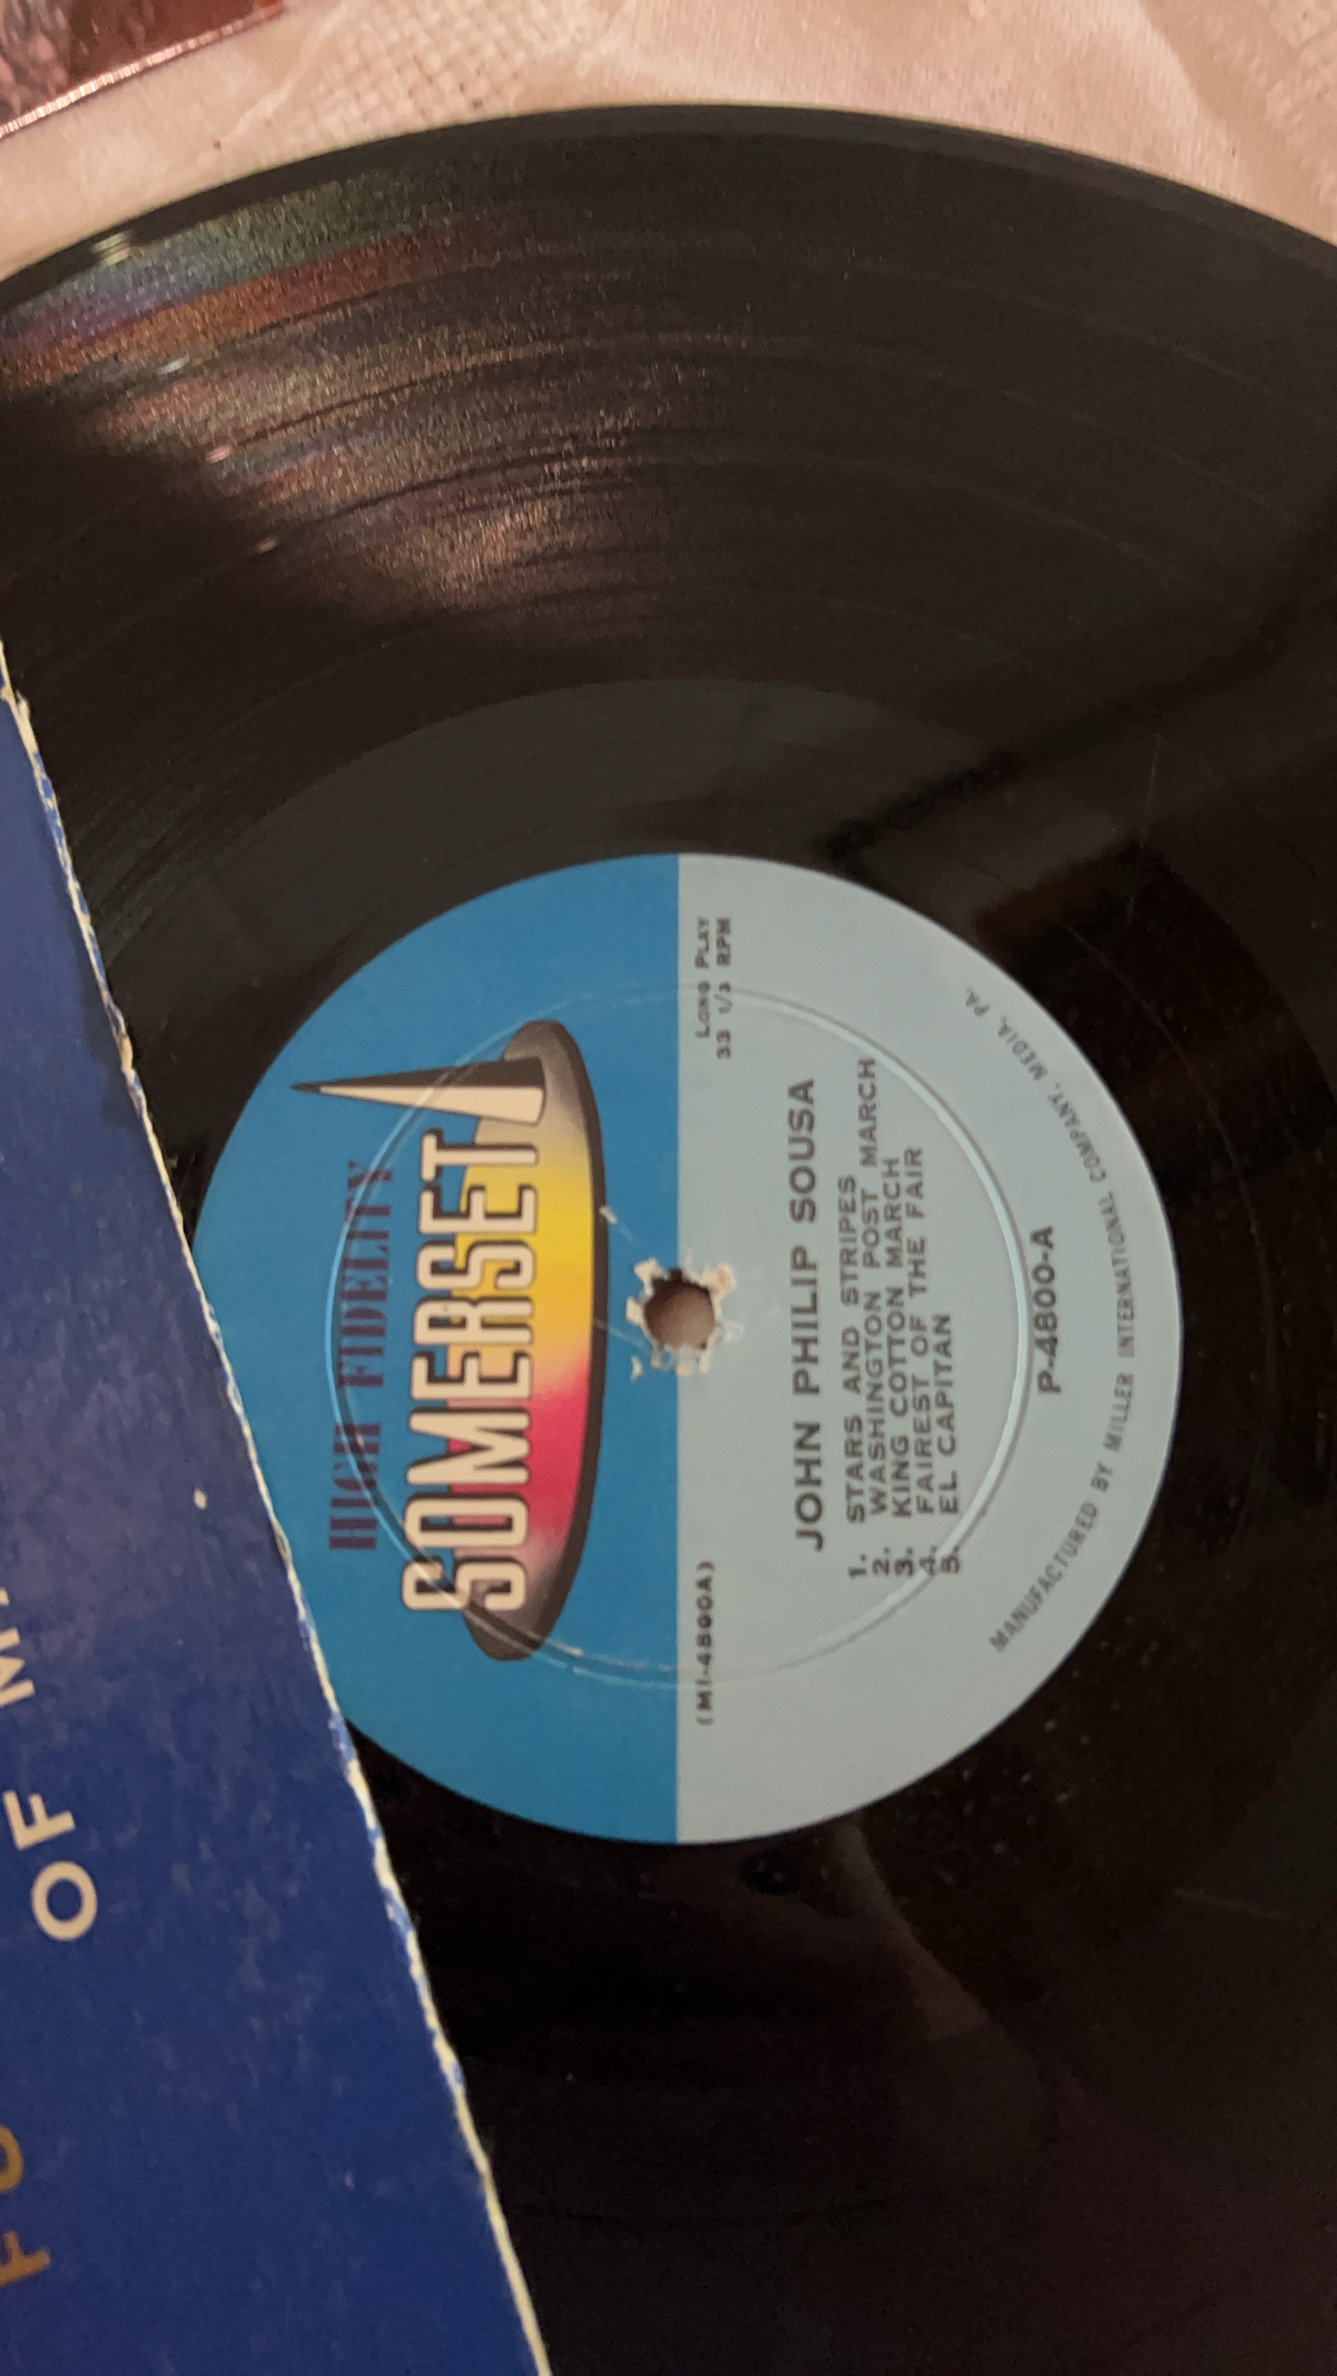 HIGH FIDELITY
SOMERSET
(MI-4800A)
LONG PLAY
33 1/3 RPM
JOHN PHILIP SOUSA
1. STARS AND STRIPES
2. WASHINGTON POST MARCH
3. KING COTTON MARCH
4. FAIREST OF THE FAIR
5. EL CAPITAN
P-4800-A
MANUFACTURED BY MILLER INTERNATIONAL COMPANY, MEDIA, PA.
OF